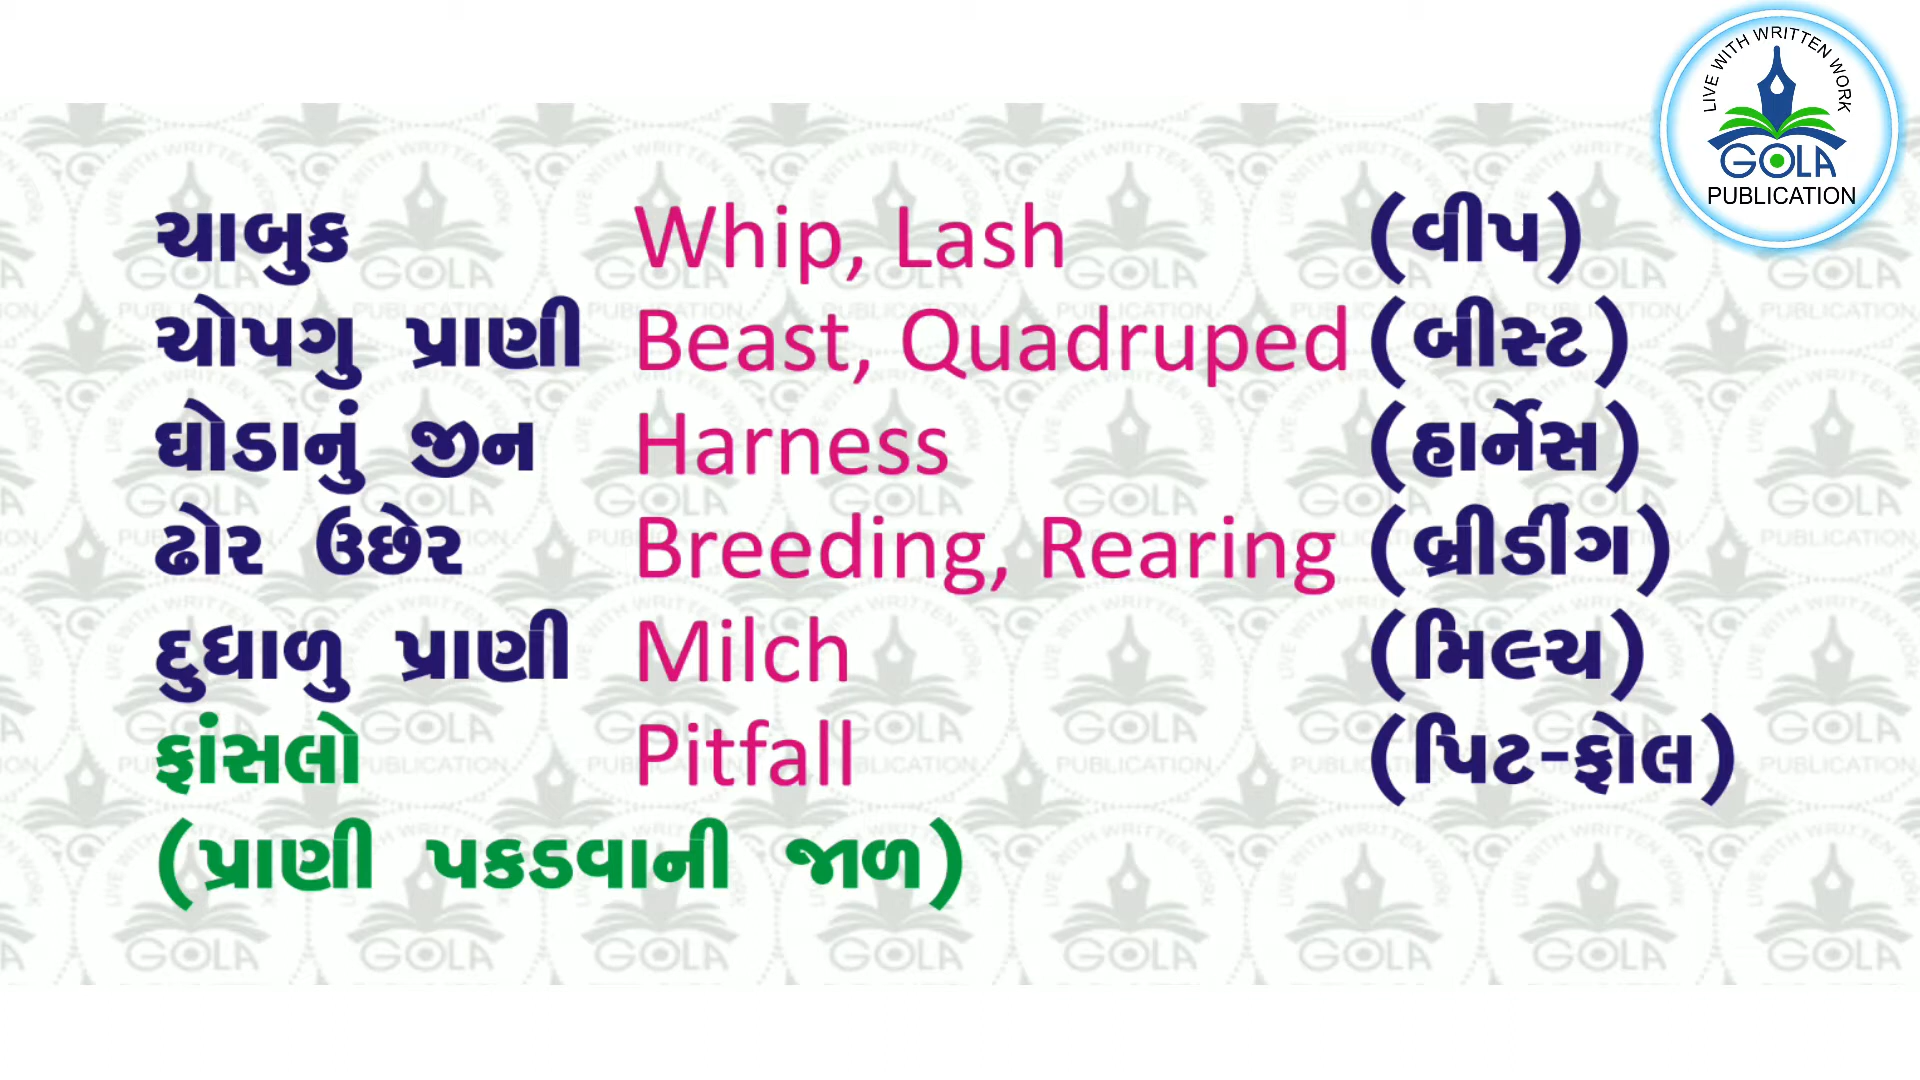 LIVE WITH WRITTEN WORK
GOLA
PUBLICATION
ચાબુક Whip, Lash (વીપ)
ચોપગુ પ્રાણી Beast, Quadruped (બીસ્ટ)
ઘોડાનું જીન Harness (હાર્નેસ)
ઢોર ઉછેર Breeding, Rearing (બ્રીડીંગ)
દુધાળુ પ્રાણી Milch (મિલ્ચ)
ફાંસલો Pitfall (પિટ-ફોલ)
(પ્રાણી પકડવાની જાળ)